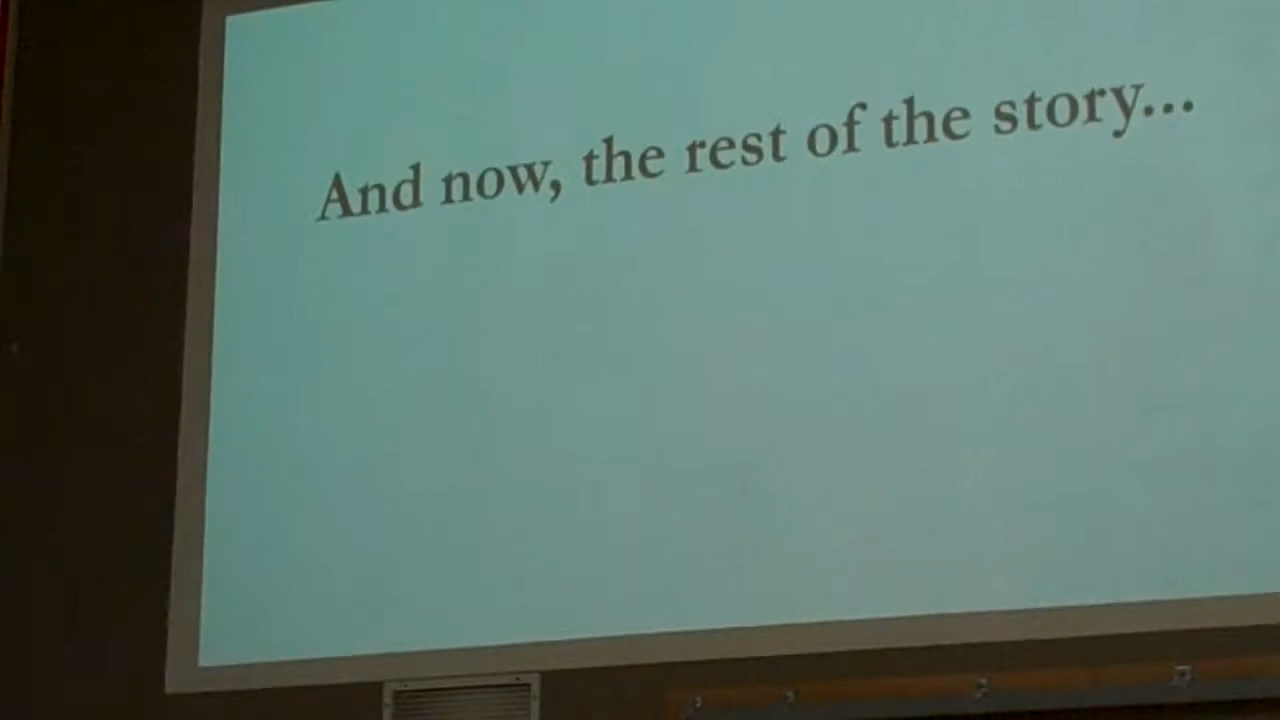 And now, the rest of the story...